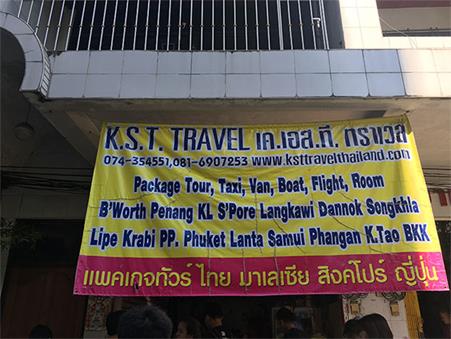 K.S.T. TRAVEL เค.เอส.ที. ทราเวล
074-354551,081-6907253 www.ksttravelthailand.com
Package Tour, Taxi, Van, Boat, Flight, Room
B'Worth Penang KL S'Pore Langkawi Dannok Songkhla
Lipe Krabi PP. Phuket Lanta Samui Phangan K.Tao BKK
แพคเกจทัวร์ ไทย มาเลเซีย สิงค์โปร์ ญี่ปุ่น